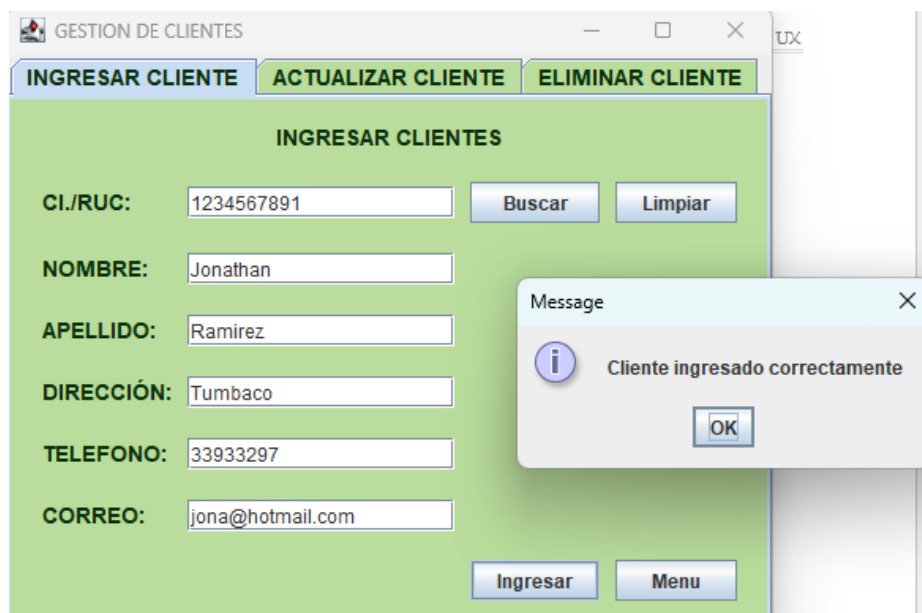 GESTION DE CLIENTES
UX
INGRESAR CLIENTE ACTUALIZAR CLIENTE ELIMINAR CLIENTE
INGRESAR CLIENTES
CI./RUC: 1234567891 Buscar Limpiar
NOMBRE: Jonathan
Message
APELLIDO: Ramirez
Cliente ingresado correctamente
DIRECCIÓN: Tumbaco
OK
TELEFONO: 33933297
CORREO: jona@hotmail.com
Ingresar Menu